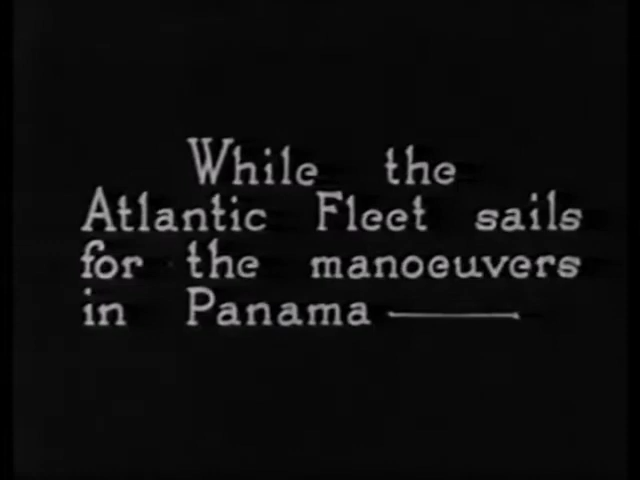 While the
Atlantic Fleet sails
for the manoeuvers
in Panama —